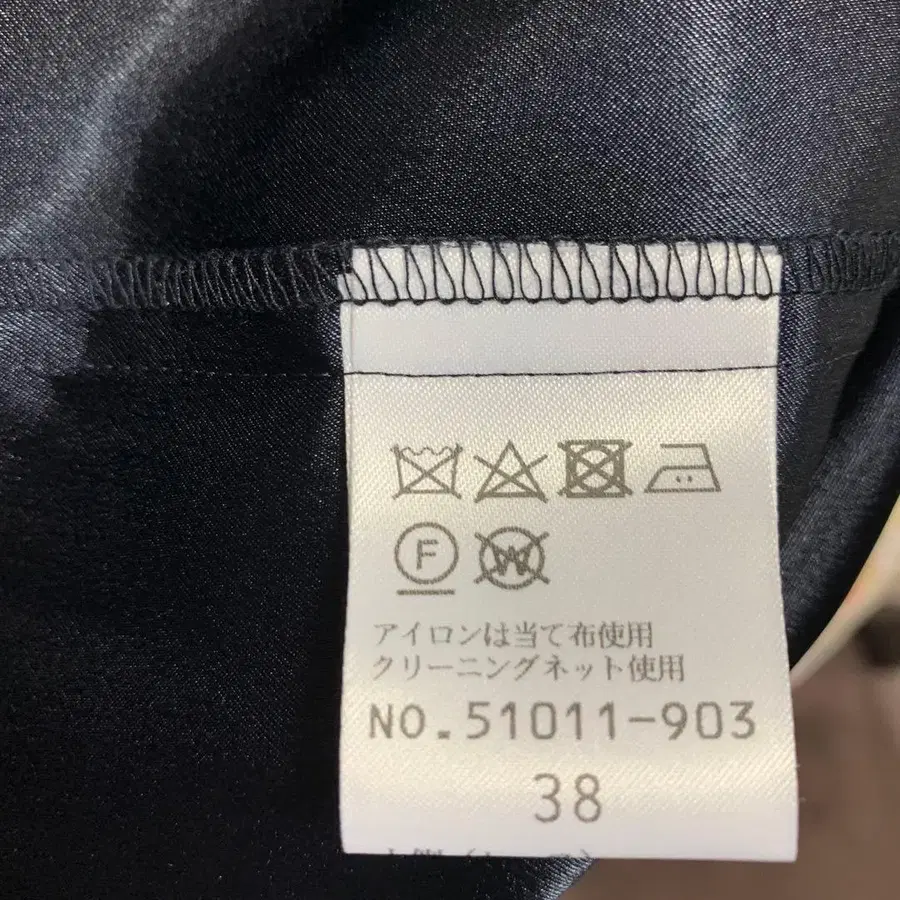 F W
アイロンは当て布使用
クリーニングネット使用
NO.51011-903
38